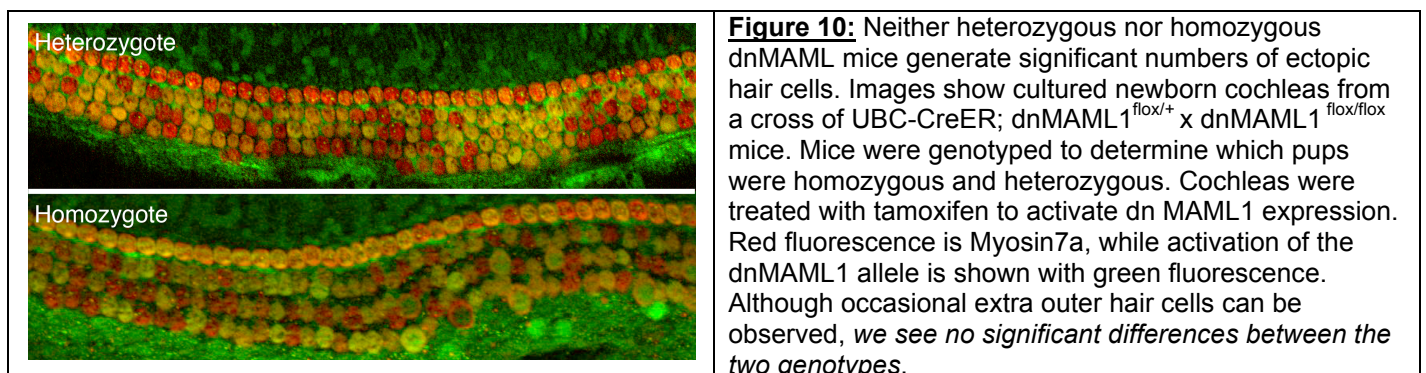 Heterozygote
Homozygote
Figure 10: Neither heterozygous nor homozygous
dnMAML mice generate significant numbers of ectopic
hair cells. Images show cultured newborn cochleas from
a cross of UBC-CreER; dnMAML1flox/+ x dnMAML1 flox/flox
mice. Mice were genotyped to determine which pups
were homozygous and heterozygous. Cochleas were
treated with tamoxifen to activate dn MAML1 expression.
Red fluorescence is Myosin7a, while activation of the
dnMAML1 allele is shown with green fluorescence.
Although occasional extra outer hair cells can be
observed, we see no significant differences between the
two genotypes.